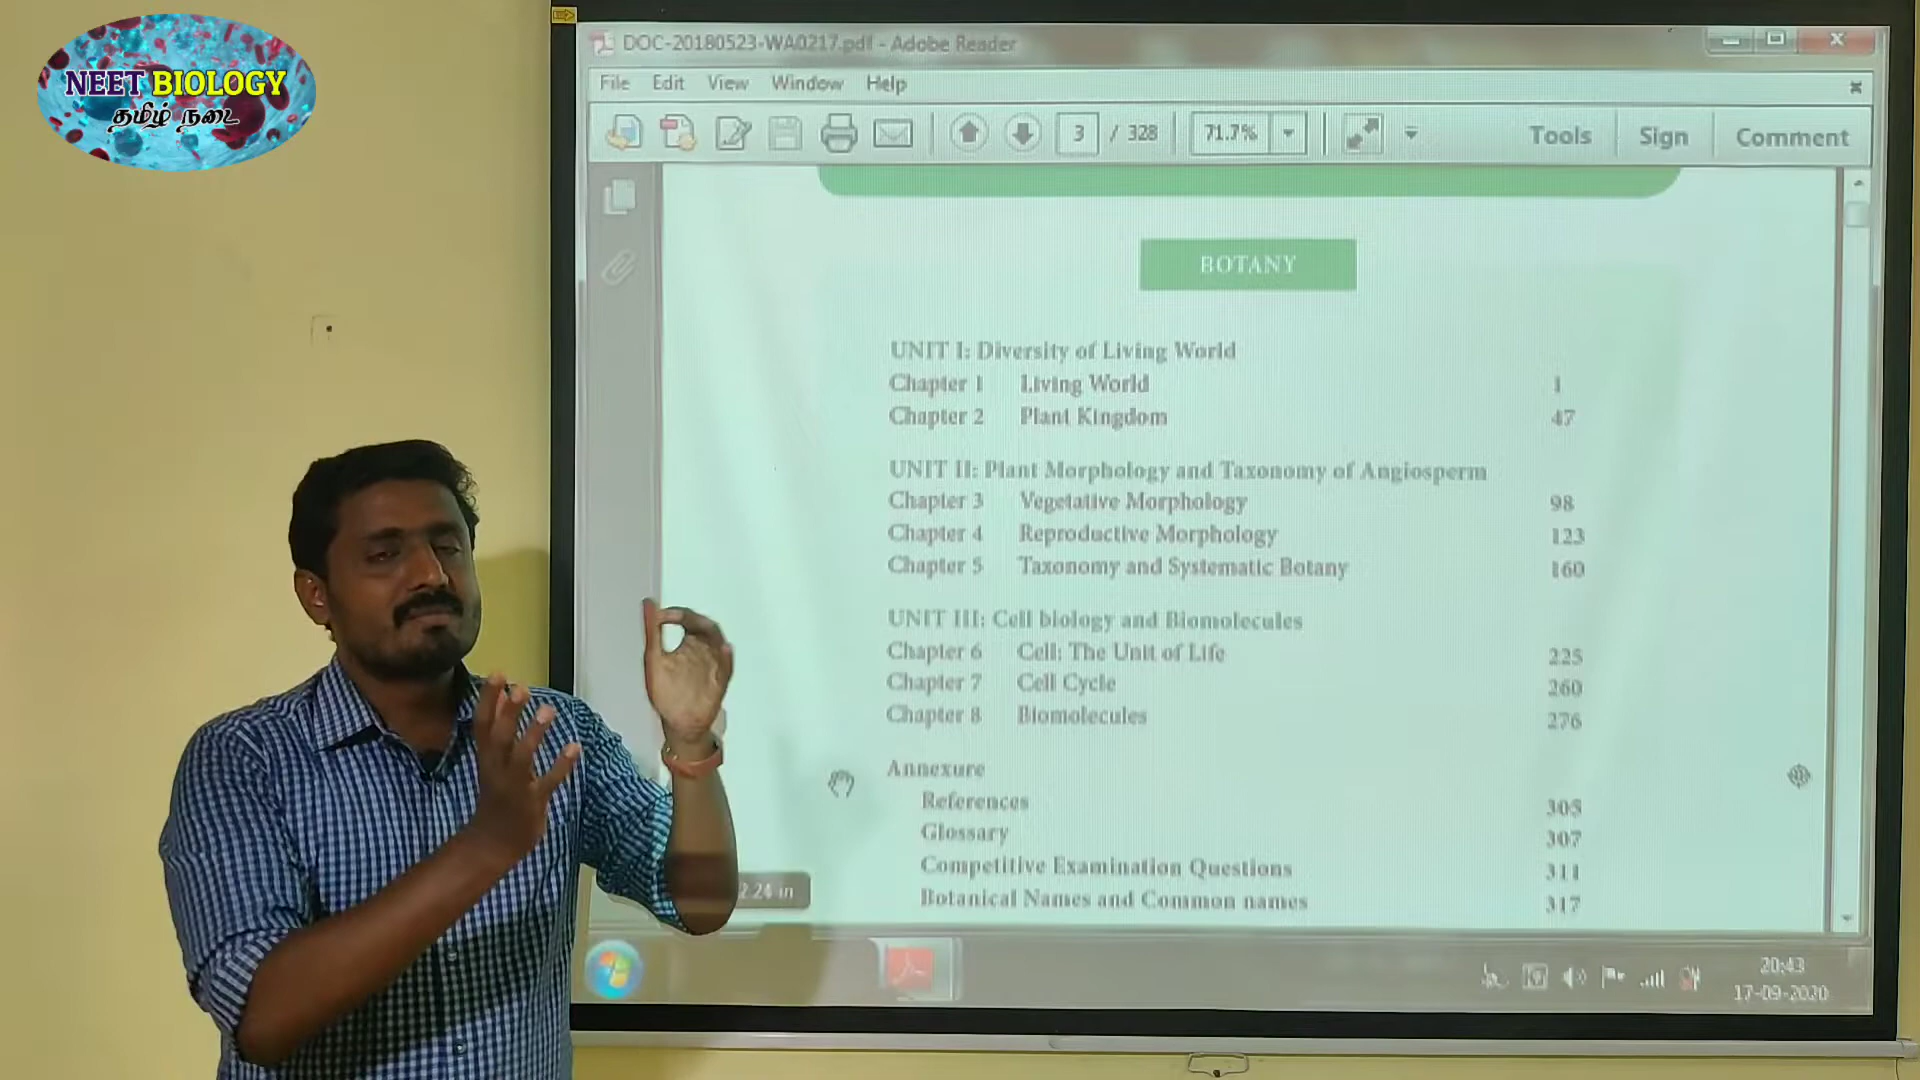 NEET BIOLOGY
தமிழ் நடை
DOC-20180523-WA0217.pdf - Adobe Reader
File Edit View Window Help
3 / 328 71.7% Tools Sign Comment
BOTANY
UNIT I: Diversity of Living World
Chapter 1 Living World 1
Chapter 2 Plant Kingdom 47
UNIT II: Plant Morphology and Taxonomy of Angiosperm
Chapter 3 Vegetative Morphology 98
Chapter 4 Reproductive Morphology 123
Chapter 5 Taxonomy and Systematic Botany 160
UNIT III: Cell biology and Biomolecules
Chapter 6 Cell: The Unit of Life 225
Chapter 7 Cell Cycle 260
Chapter 8 Biomolecules 276
Annexure
References 305
Glossary 307
Competitive Examination Questions 311
Botanical Names and Common names 317
2.24 in
20:43
17-09-2020